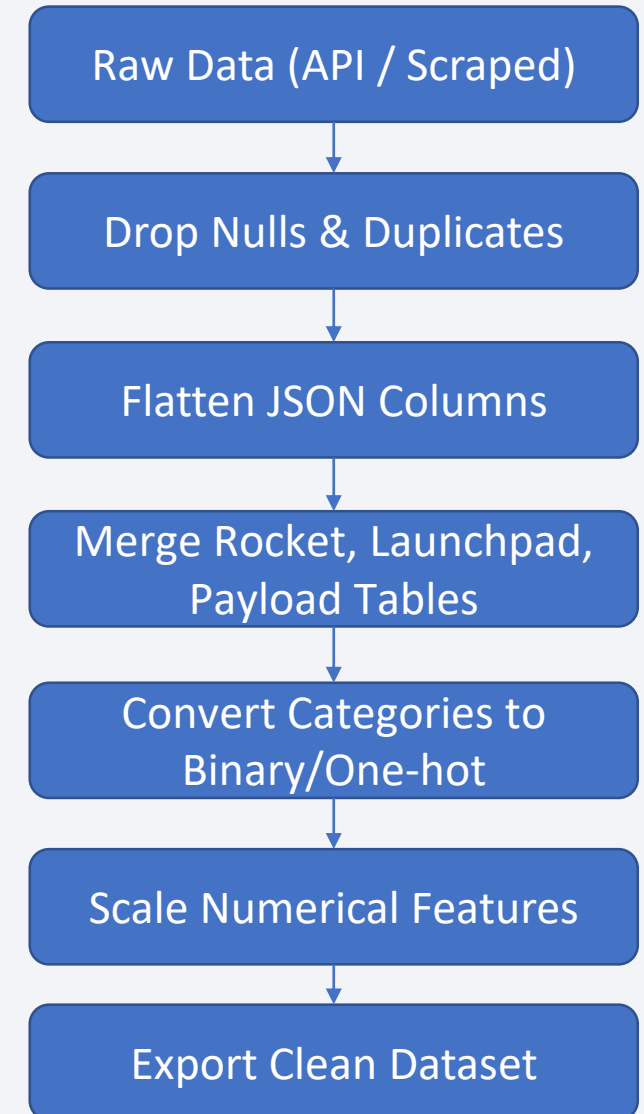 Raw Data (API / Scraped)
Drop Nulls & Duplicates
Flatten JSON Columns
Merge Rocket, Launchpad,
Payload Tables
Convert Categories to
Binary/One-hot
Scale Numerical Features
Export Clean Dataset